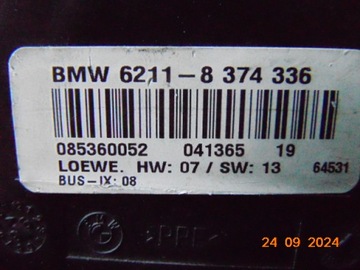 BMW 6211-8 374 336
085360052 041365 19
LOEWE. HW: 07 / SW: 13 64531
BUS-IX: 08
24 09 2024